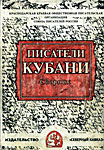 КРАСНОДАРСКАЯ КРАЕВАЯ ОБЩЕСТВЕННАЯ ПИСАТЕЛЬСКАЯ
ОРГАНИЗАЦИЯ
СОЮЗА ПИСАТЕЛЕЙ РОССИИ
ПИСАТЕЛИ
КУБАНИ
ИЗДАТЕЛЬСТВО
«СЕВЕРНЫЙ КАВКАЗ»